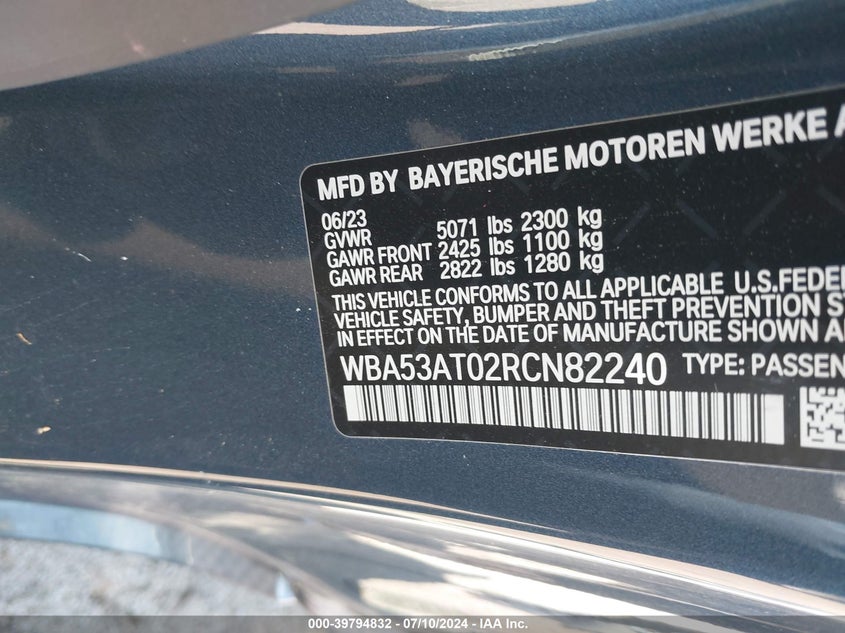 MFD BY BAYERISCHE MOTOREN WERKE A
06/23
GVWR 5071 lbs 2300 kg
GAWR FRONT 2425 lbs 1100 kg
GAWR REAR 2822 lbs 1280 kg
THIS VEHICLE CONFORMS TO ALL APPLICABLE U.S.FEDER
VEHICLE SAFETY, BUMPER AND THEFT PREVENTION ST
IN EFFECT ON THE DATE OF MANUFACTURE SHOWN A
WBA53AT02RCN82240 TYPE: PASSEN
000-39794832 - 07/10/2024 - IAA Inc.